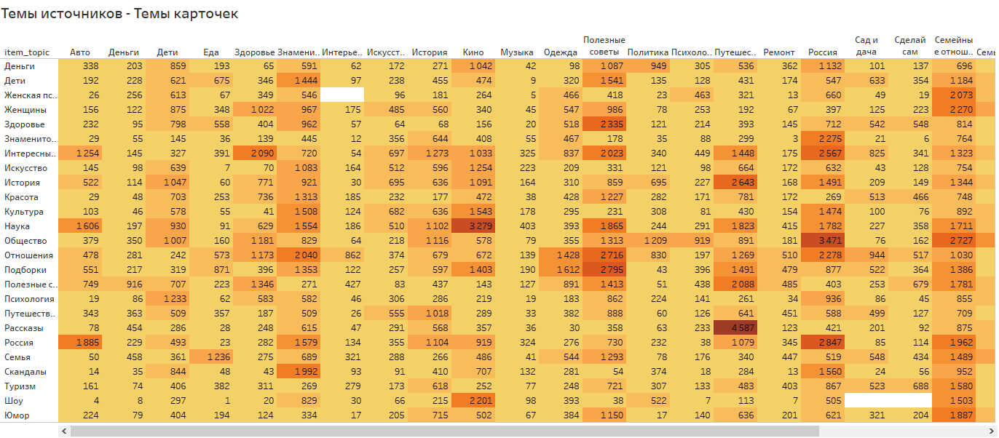 Темы источников - Темы карточек
Полезные Сад и Сделай Семейны
item_topic Авто Деньги Дети Еда Здоровье Знамени.. Интерье.. Искусст.. История Кино Музыка Одежда советы Политика Психоло.. Путешес.. Ремонт Россия дача сам е отнош.. Семь
Деньги 338 203 859 193 65 591 62 172 271 1 042 42 98 1 087 949 305 536 362 1 132 101 137 696
Дети 192 228 621 675 346 1 444 97 238 455 474 9 320 1 541 135 128 431 174 547 633 354 1 184
Женская пс.. 26 256 613 67 349 546 96 181 264 5 466 418 23 463 321 13 660 49 19 2 073
Женщины 156 122 875 348 1 022 967 175 485 560 340 45 547 986 78 253 192 67 397 125 223 2 270
Здоровье 232 95 798 558 404 962 57 64 68 156 20 518 2 335 121 214 393 145 712 542 548 814
Знаменито.. 29 55 145 36 139 445 12 356 644 408 55 467 178 35 88 299 3 2 275 21 6 764
Интересны.. 1 254 145 327 391 2 090 720 54 697 1 273 1 033 325 837 2 023 340 449 1 448 175 2 567 825 341 1 323
Искусство 145 98 639 7 70 1 083 164 512 596 1 254 223 209 331 121 98 664 172 632 43 128 754
История 522 114 1 047 60 771 921 30 695 636 1 091 164 310 859 695 227 2 643 168 1 491 209 149 1 344
Красота 29 48 703 253 736 1 313 185 232 177 472 38 428 1 227 282 171 781 172 269 513 466 748
Культура 103 46 578 55 41 1 508 124 682 636 1 543 178 295 231 308 81 430 154 1 474 100 76 892
Наука 1 606 197 930 91 629 1 554 186 510 1 102 3 279 403 393 1 865 244 291 1 823 415 1 782 227 358 1 711
Общество 379 350 1 007 160 1 181 829 64 218 1 116 578 79 355 1 313 1 209 919 891 181 3 471 76 162 2 727
Отношения 478 281 242 573 1 173 2 040 862 374 679 672 139 1 428 2 716 830 197 1 269 510 2 278 944 517 1 030
Подборки 551 217 319 871 396 1 353 122 257 597 1 403 190 1 612 2 795 43 396 1 491 479 877 522 364 1 386
Полезные с.. 749 916 707 223 1 346 271 427 83 437 143 127 891 1 413 51 438 2 088 485 403 253 679 1 781
Психология 19 86 1 233 62 583 582 46 306 286 219 19 183 862 224 141 261 34 936 86 45 855
Путешеств.. 343 363 509 357 187 509 26 555 1 018 289 33 382 888 60 126 641 451 588 499 127 709
Рассказы 78 454 286 28 248 615 47 291 568 357 36 30 358 63 233 4 587 123 421 201 92 875
Россия 1 885 229 493 23 282 1 579 134 355 1 104 919 324 276 730 232 38 1 079 345 2 847 85 114 1 962
Семья 50 458 361 1 236 275 689 321 288 266 486 41 544 1 293 78 176 340 447 519 548 434 1 489
Скандалы 14 35 844 48 43 1 992 93 91 410 707 132 281 54 374 18 284 13 1 560 24 56 952
Туризм 161 74 406 382 311 269 279 173 618 252 77 248 721 307 133 483 403 867 523 688 1 580
Шоу 4 8 297 1 20 829 30 66 215 2 201 98 393 38 522 7 113 7 505 1 503
Юмор 224 79 404 194 124 334 17 205 715 502 67 384 1 150 17 140 636 201 621 321 204 1 887